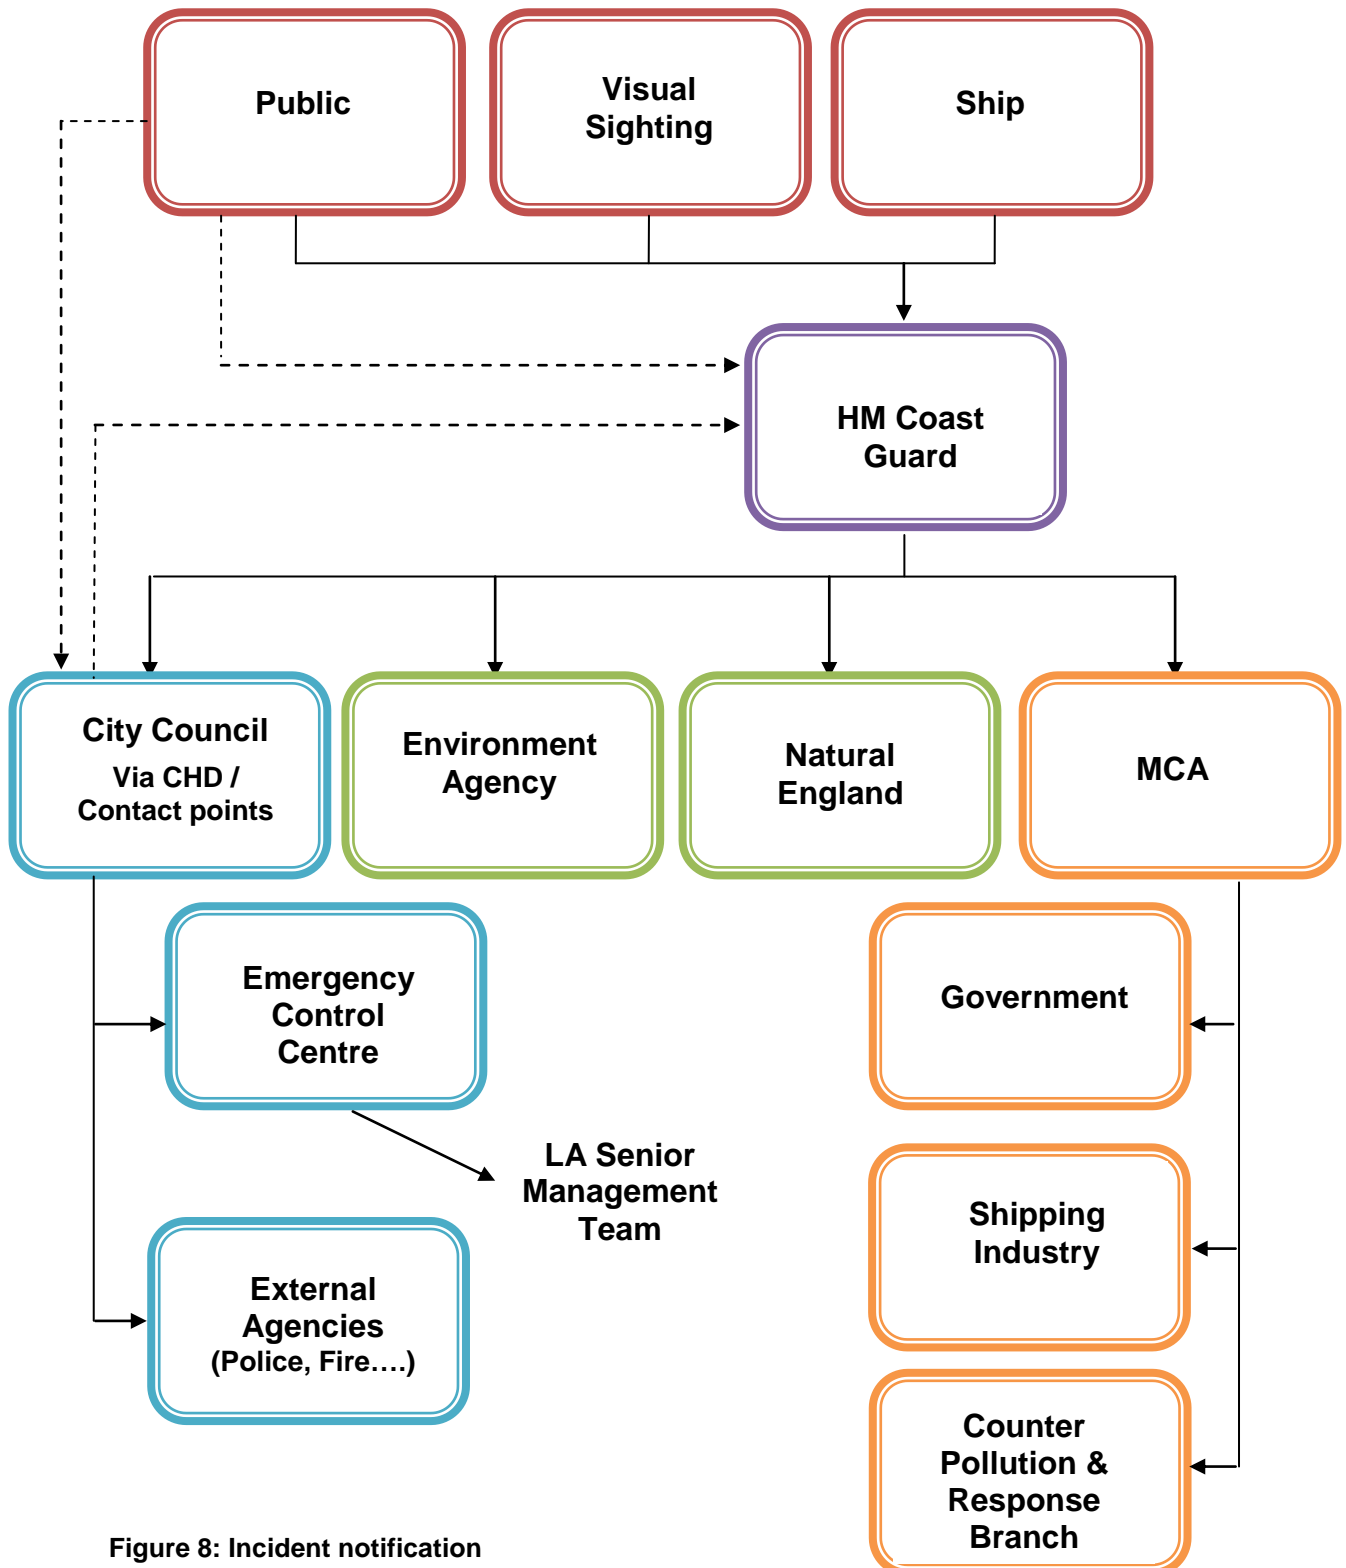 Public
Visual
Sighting
Ship
HM Coast
Guard
City Council
Via CHD /
Contact points
Environment
Agency
Natural
England
MCA
Emergency
Control
Centre
Government
LA Senior
Management
Team
Shipping
Industry
External
Agencies
(Police, Fire….)
Counter
Pollution &
Response
Branch
Figure 8: Incident notification